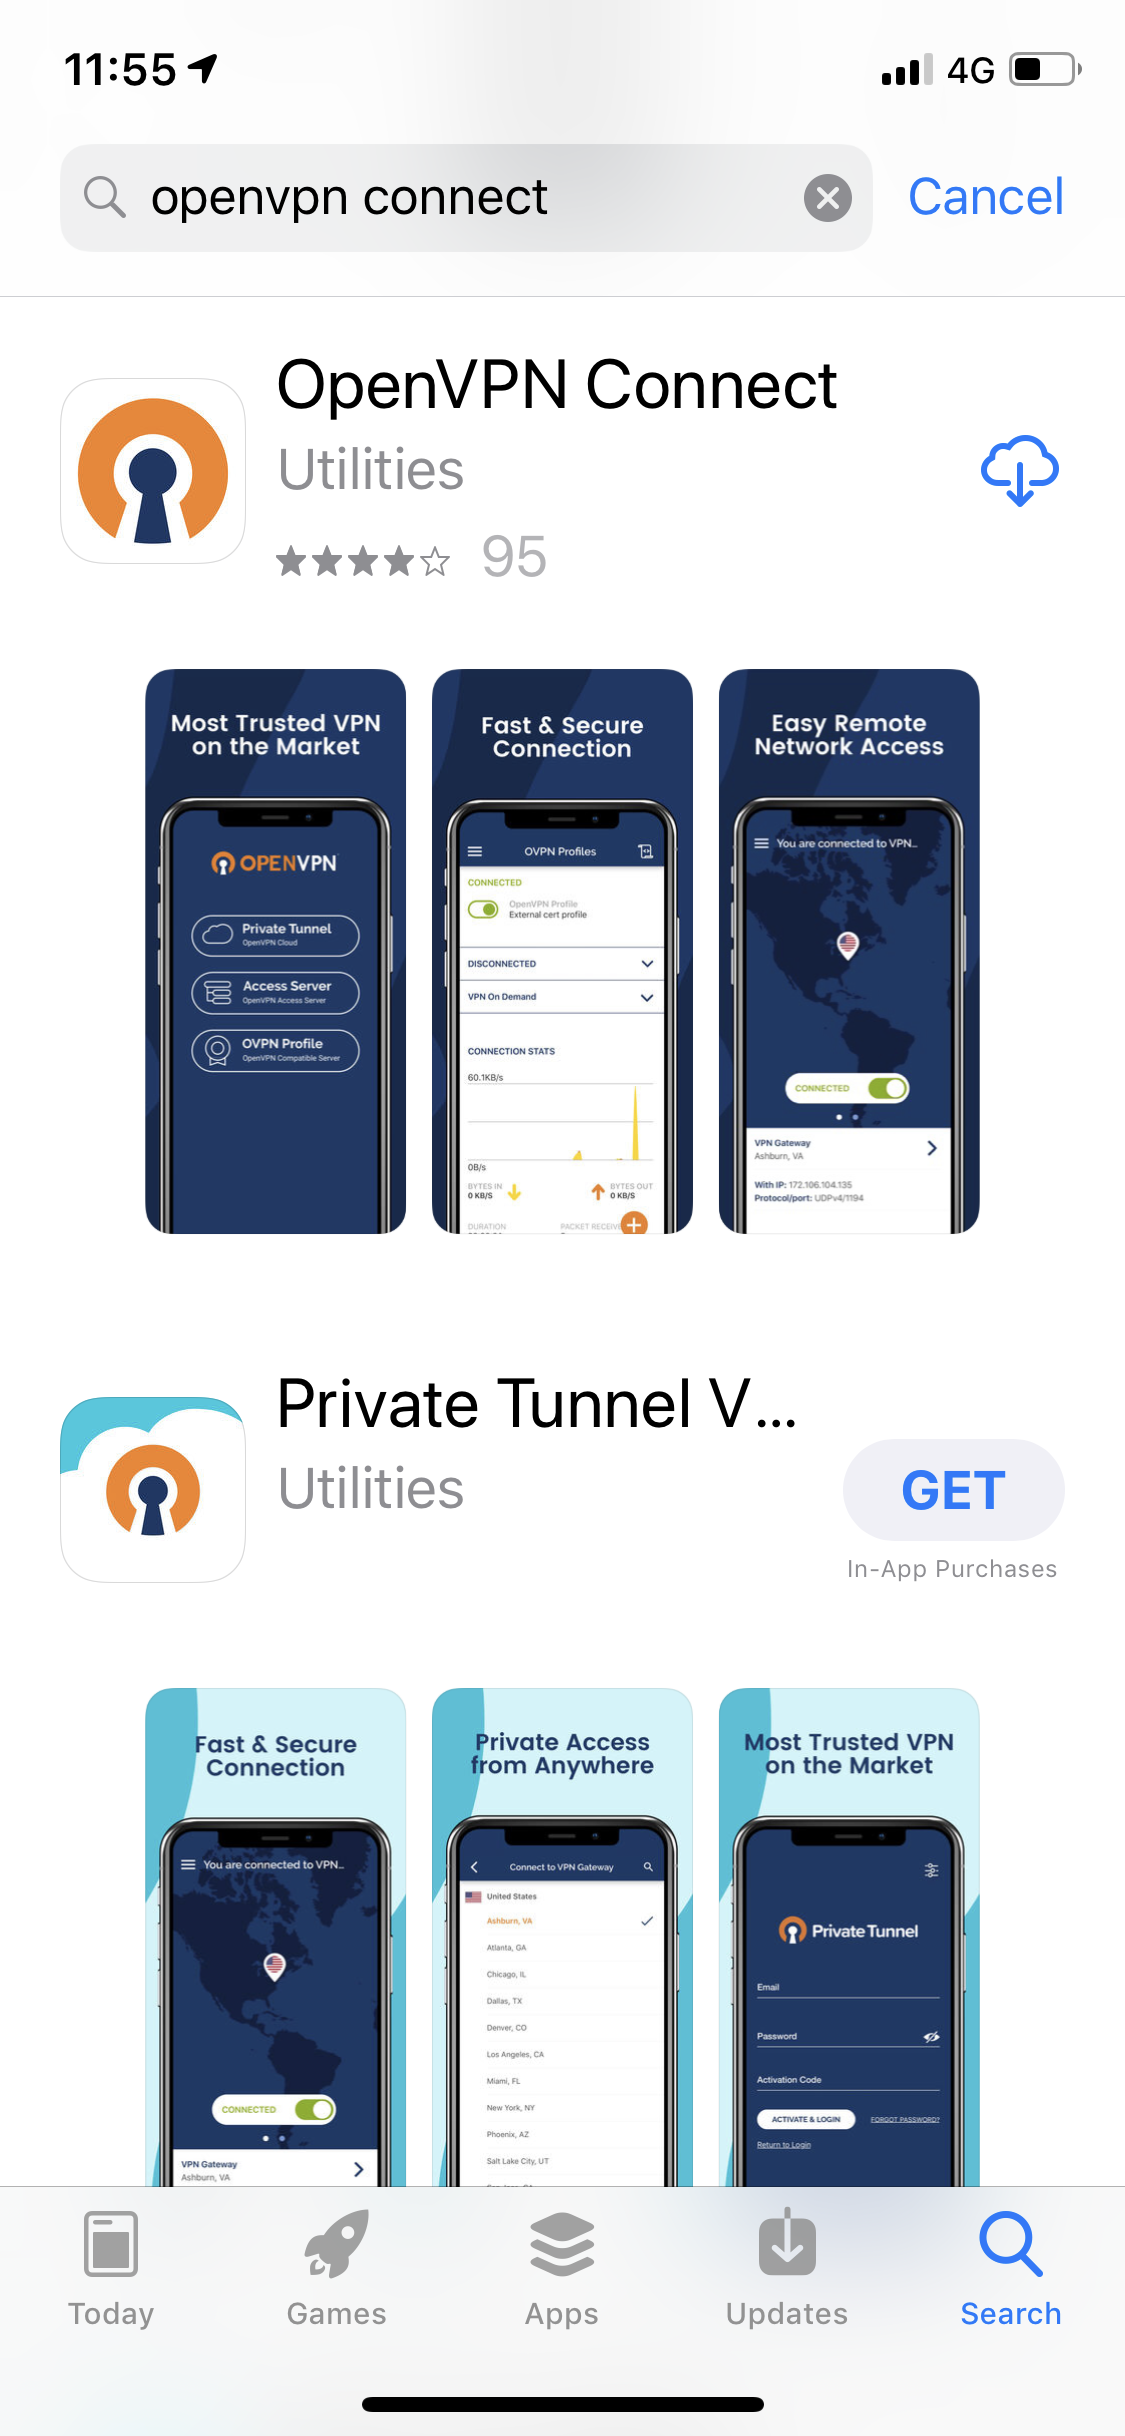 11:55
4G
openvpn connect
Cancel
OpenVPN Connect
Utilities
95
Most Trusted VPN
on the Market
OPENVPN
Private Tunnel
OpenVPN Cloud
Access Server
OpenVPN Access Server
OVPN Profile
OpenVPN Compatible Server
Fast & Secure
Connection
OVPN Profiles
CONNECTED
OpenVPN Profile
External cert profile
DISCONNECTED
VPN On Demand
CONNECTION STATS
60.1KB/s
0B/s
BYTES IN
0 KB/S
BYTES OUT
0 KB/S
DURATION
PACKET RECEIV
Easy Remote
Network Access
You are connected to VPN...
CONNECTED
VPN Gateway
Ashburn, VA
With IP: 172.106.104.135
Protocol/port: UDPv4/1194
Private Tunnel V...
Utilities
GET
In-App Purchases
Fast & Secure
Connection
You are connected to VPN...
CONNECTED
VPN Gateway
Ashburn, VA
Private Access
from Anywhere
Connect to VPN Gateway
United States
Ashburn, VA
Atlanta, GA
Chicago, IL
Dallas, TX
Denver, CO
Los Angeles, CA
Miami, FL
New York, NY
Phoenix, AZ
Salt Lake City, UT
Most Trusted VPN
on the Market
Private Tunnel
Email
Password
Activation Code
ACTIVATE & LOGIN
FORGOT PASSWORD?
Return to Login
Today
Games
Apps
Updates
Search